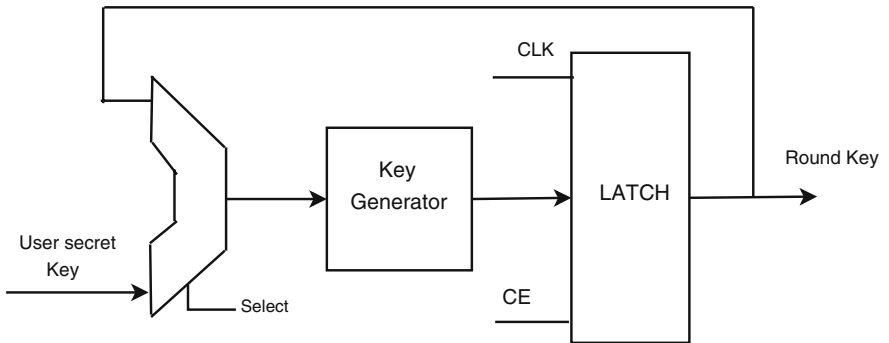 CLK
Round Key
Key
Generator
LATCH
User secret
Key
CE
Select